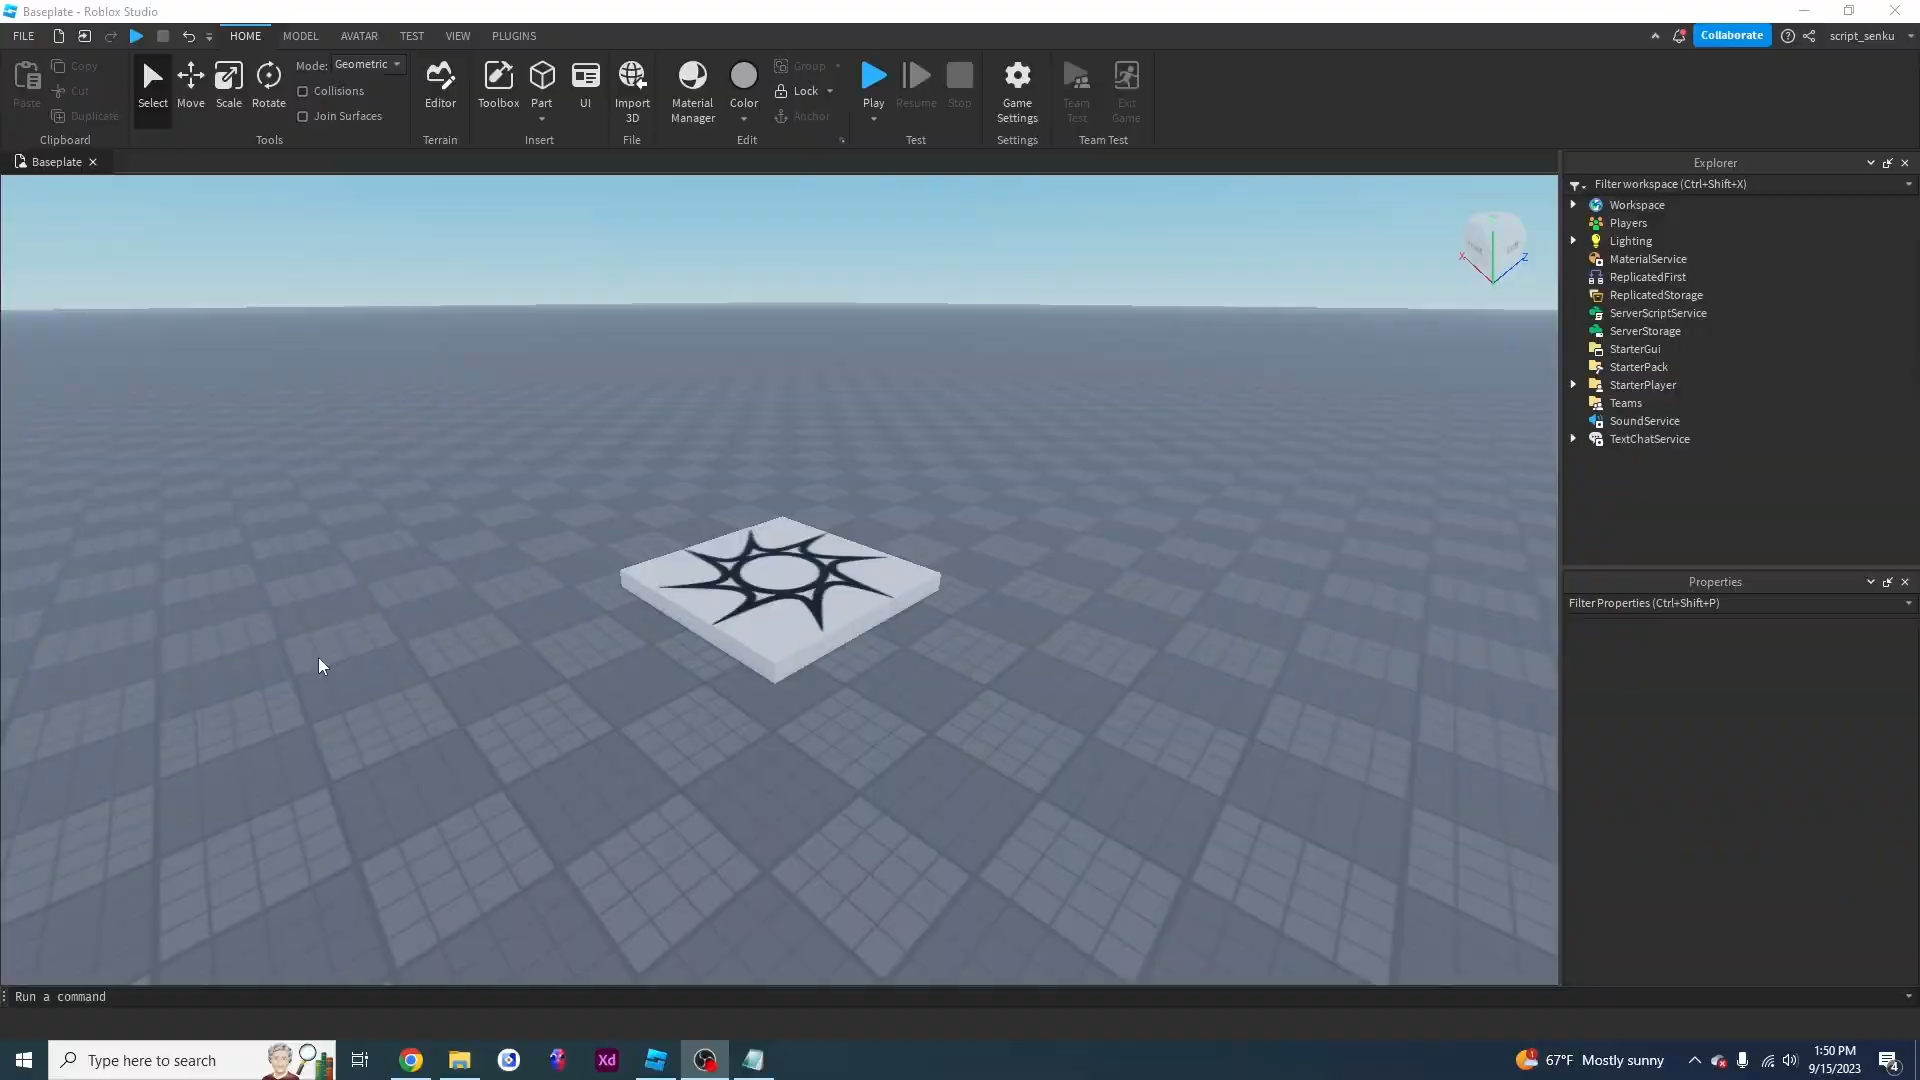 Baseplate - Roblox Studio
FILE HOME MODEL AVATAR TEST VIEW PLUGINS Collaborate script_senku
Paste Copy Cut Duplicate Clipboard
Select Move Scale Rotate Mode: Geometric Collisions Join Surfaces Tools
Editor Terrain
Toolbox Part UI Insert
Import 3D File
Material Manager Color Group Lock Anchor Edit
Play Resume Stop Test
Game Settings Settings
Team Test Exit Game Team Test
Baseplate
X
Z
Explorer
Filter workspace (Ctrl+Shift+X)
Workspace
Players
Lighting
MaterialService
ReplicatedFirst
ReplicatedStorage
ServerScriptService
ServerStorage
StarterGui
StarterPack
StarterPlayer
Teams
SoundService
TextChatService
Properties
Filter Properties (Ctrl+Shift+P)
Run a command
Type here to search
Xd
67°F Mostly sunny
1:50 PM
9/15/2023
4